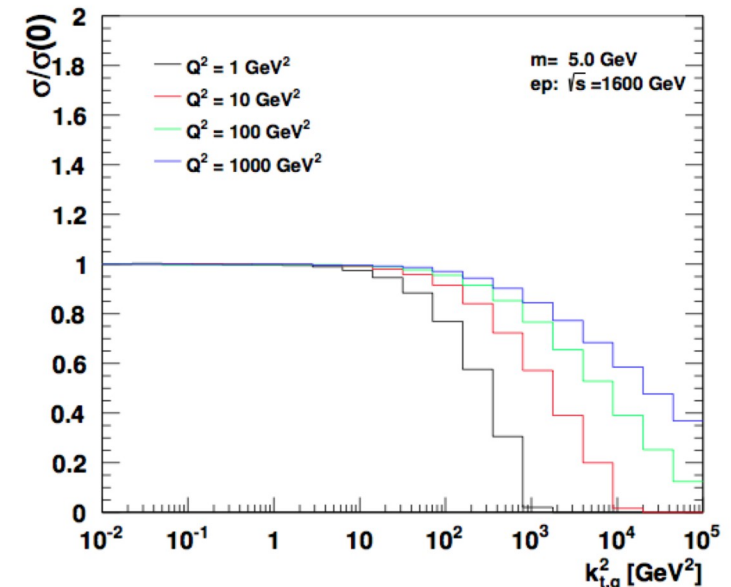 σ/σ(0)
2
1.8
1.6
1.4
1.2
1
0.8
0.6
0.4
0.2
0
Q² = 1 GeV²
Q² = 10 GeV²
Q² = 100 GeV²
Q² = 1000 GeV²
m= 5.0 GeV
ep: √s =1600 GeV
10⁻² 10⁻¹ 1 10 10² 10³ 10⁴ 10⁵
k²t,g [GeV²]